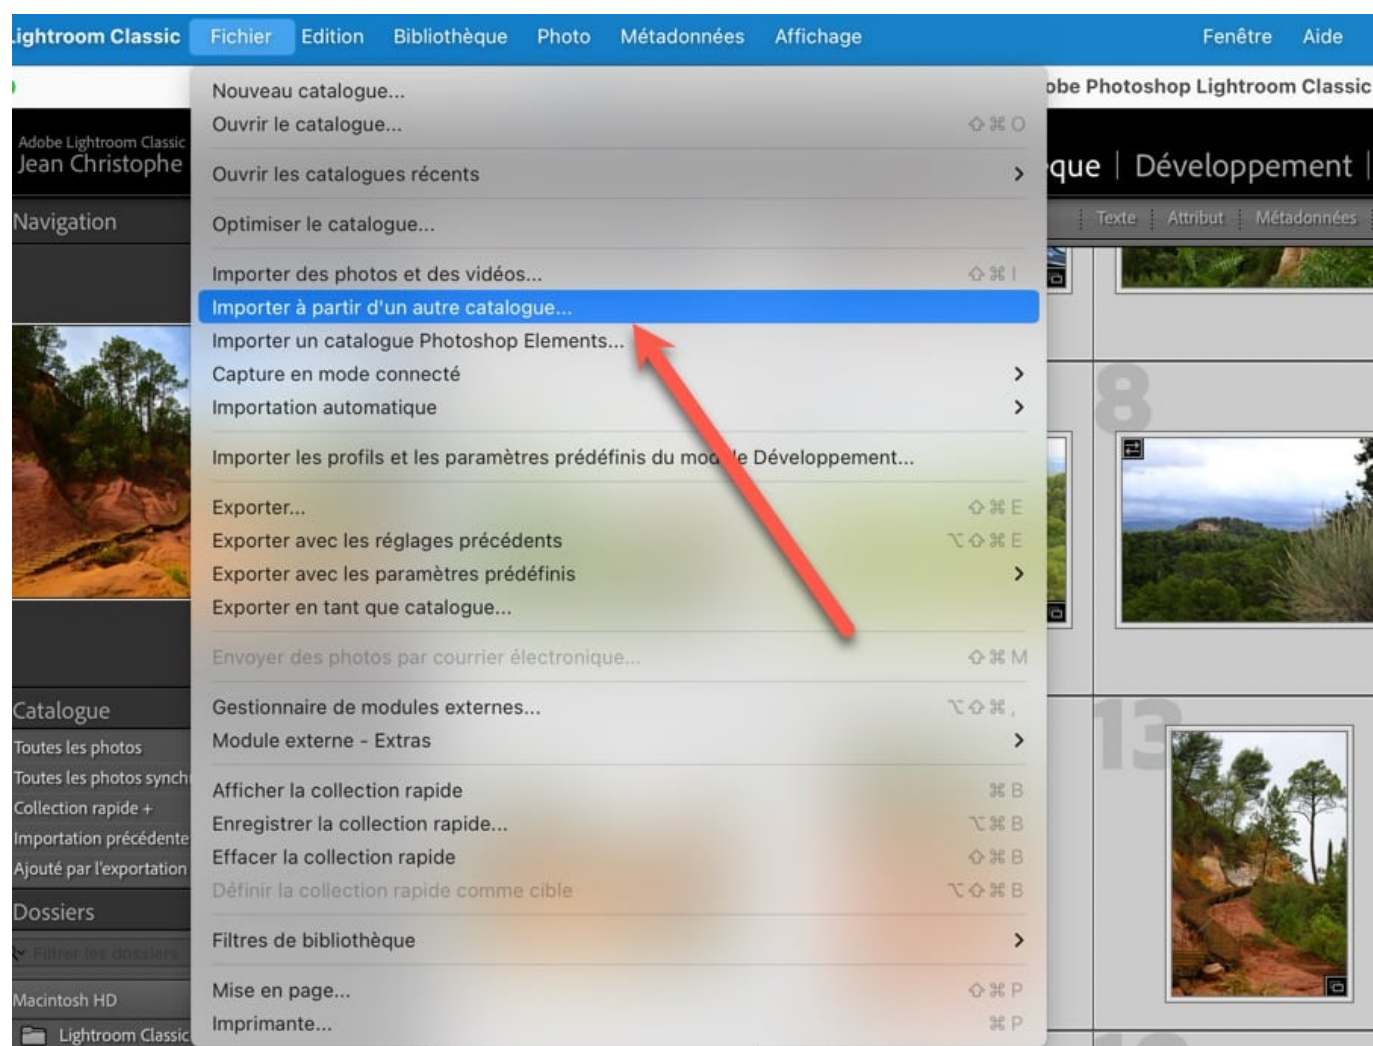 Lightroom Classic Fichier Edition Bibliothèque Photo Métadonnées Affichage Fenêtre Aide
obe Photoshop Lightroom Classic
Adobe Lightroom Classic
Jean Christophe
que | Développement |
Navigation
Texte Attribut Métadonnées
Nouveau catalogue...
Ouvrir le catalogue... ⇧⌘O
Ouvrir les catalogues récents >
Optimiser le catalogue...
Importer des photos et des vidéos... ⇧⌘I
Importer à partir d'un autre catalogue...
Importer un catalogue Photoshop Elements...
Capture en mode connecté >
Importation automatique >
Importer les profils et les paramètres prédéfinis du module Développement...
Exporter... ⇧⌘E
Exporter avec les réglages précédents ⌥⇧⌘E
Exporter avec les paramètres prédéfinis >
Exporter en tant que catalogue...
Envoyer des photos par courrier électronique... ⇧⌘M
Gestionnaire de modules externes... ⌥⇧⌘,
Module externe - Extras >
Afficher la collection rapide ⌘B
Enregistrer la collection rapide... ⌥⌘B
Effacer la collection rapide ⇧⌘B
Définir la collection rapide comme cible ⌥⇧⌘B
Filtres de bibliothèque >
Mise en page... ⇧⌘P
Imprimante... ⌘P
8
13
Catalogue
Toutes les photos
Toutes les photos synch
Collection rapide +
Importation précédente
Ajouté par l'exportation
Dossiers
Filtrer les dossiers
Macintosh HD
Lightroom Classic